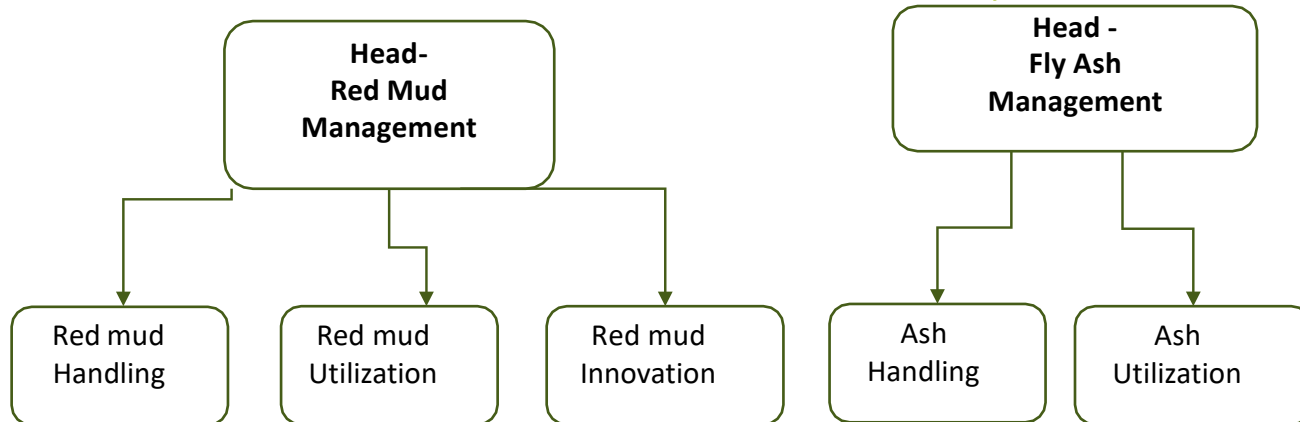 Head-
Red Mud
Management
Head -
Fly Ash
Management
Red mud
Handling
Red mud
Utilization
Red mud
Innovation
Ash
Handling
Ash
Utilization